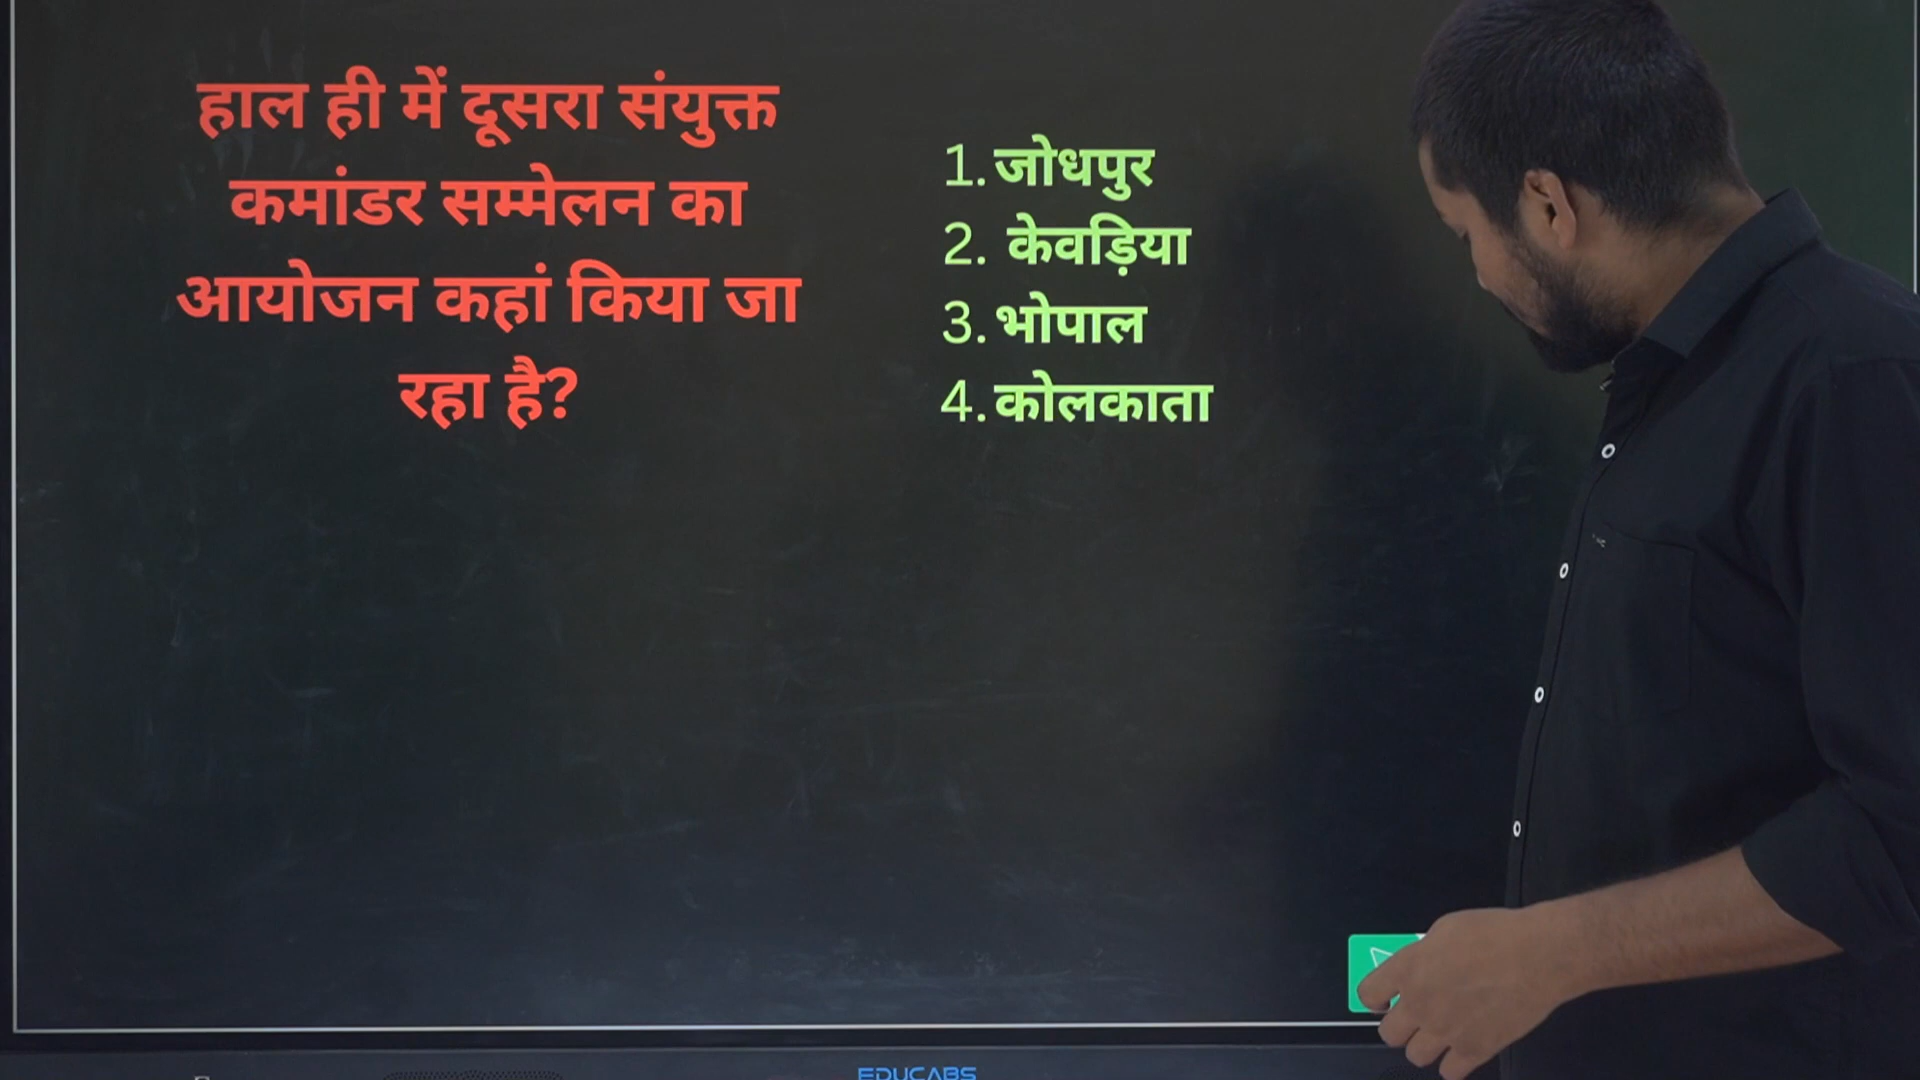 हाल ही में दूसरा संयुक्त
कमांडर सम्मेलन का
आयोजन कहां किया जा
रहा है?
1. जोधपुर
2. केवड़िया
3. भोपाल
4. कोलकाता
EDUCABS